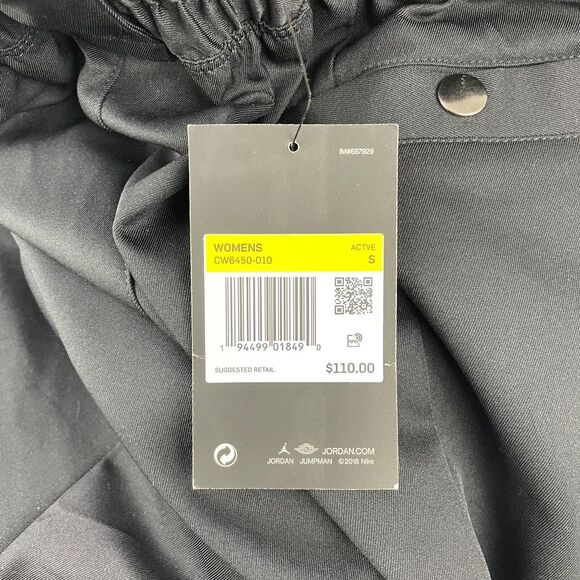 IM#657929
WOMENS ACTVE
CW6450-010 S
RFID
1 94499 01849 0
SUGGESTED RETAIL $110.00
JORDAN.COM
JORDAN JUMPMAN © 2018 Nike